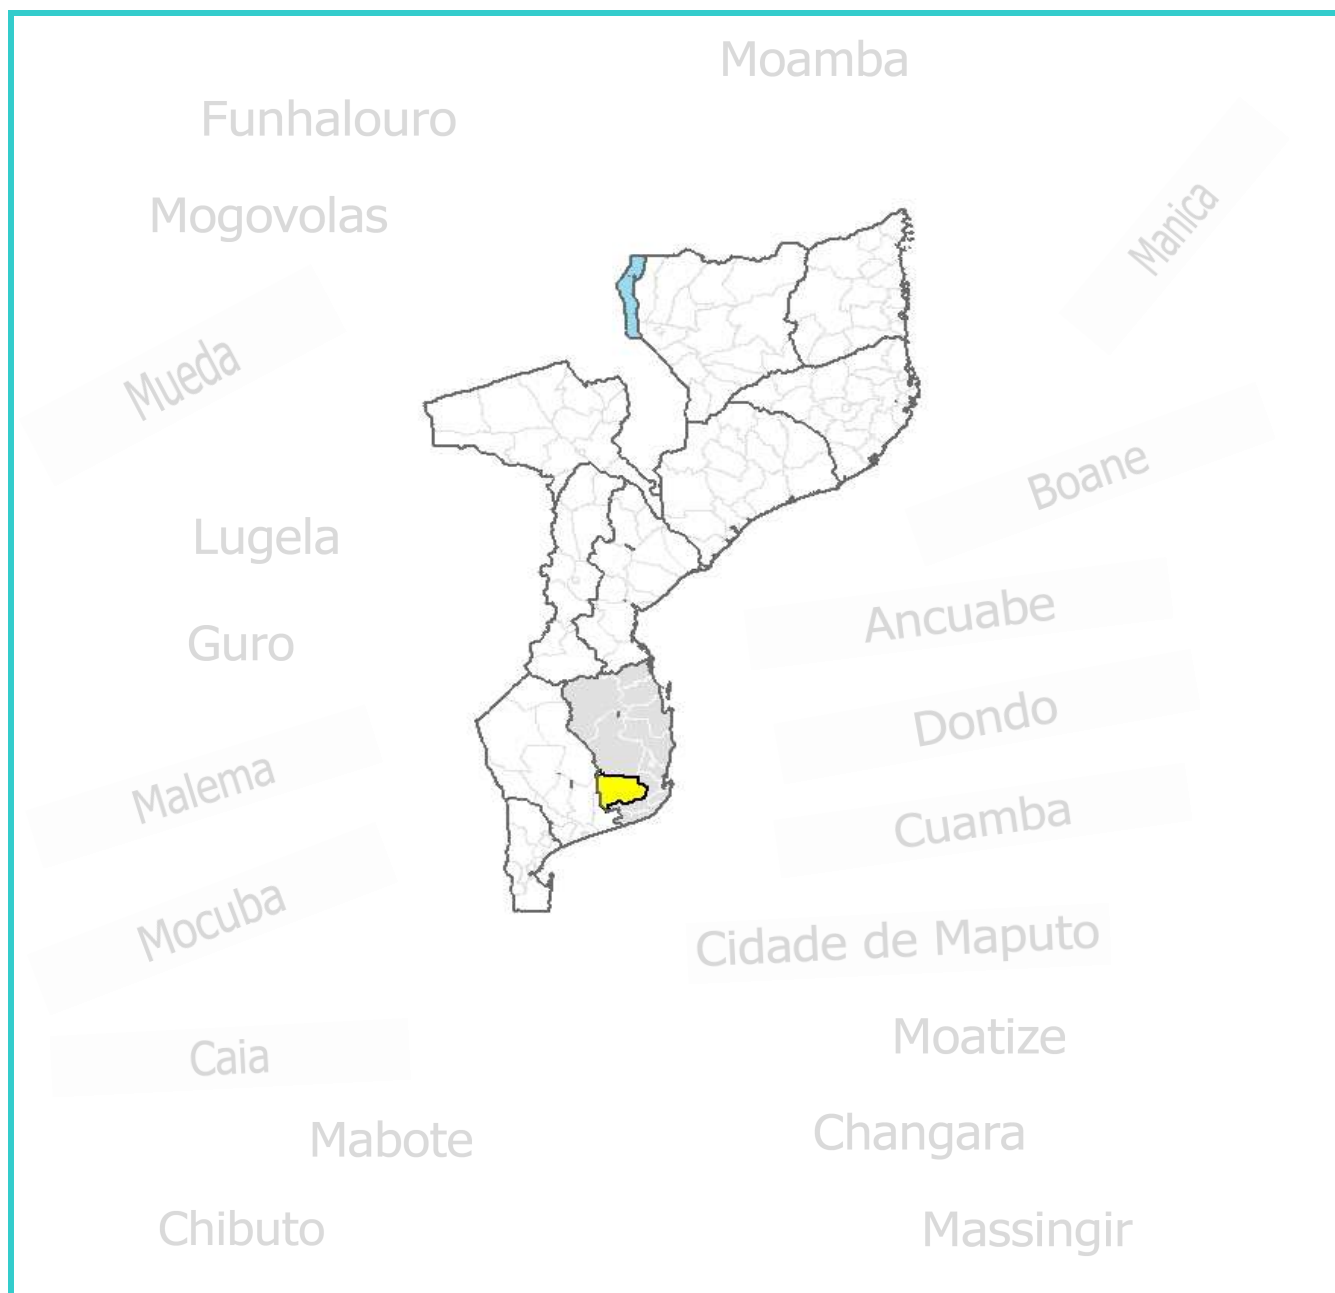 Moamba
Funhalouro
Manica
Mogovolas
Mueda
Boane
Lugela
Ancuabe
Guro
Dondo
Malema
Cuamba
Mocuba
Cidade de Maputo
Moatize
Caia
Mabote
Changara
Chibuto
Massingir